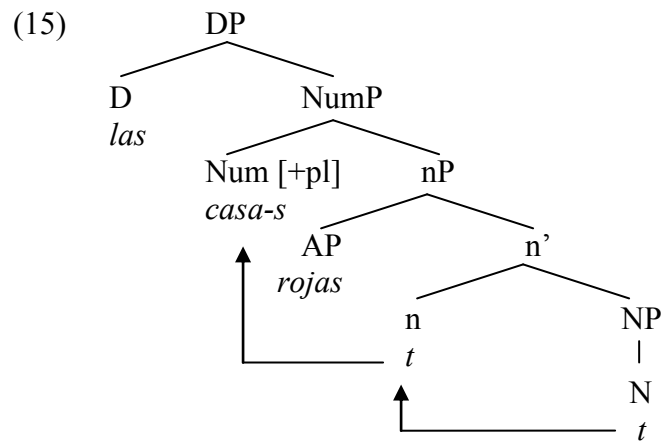 (15) DP
D NumP
las
Num [+pl] nP
casa-s
AP n’
rojas
n NP
t
N
t